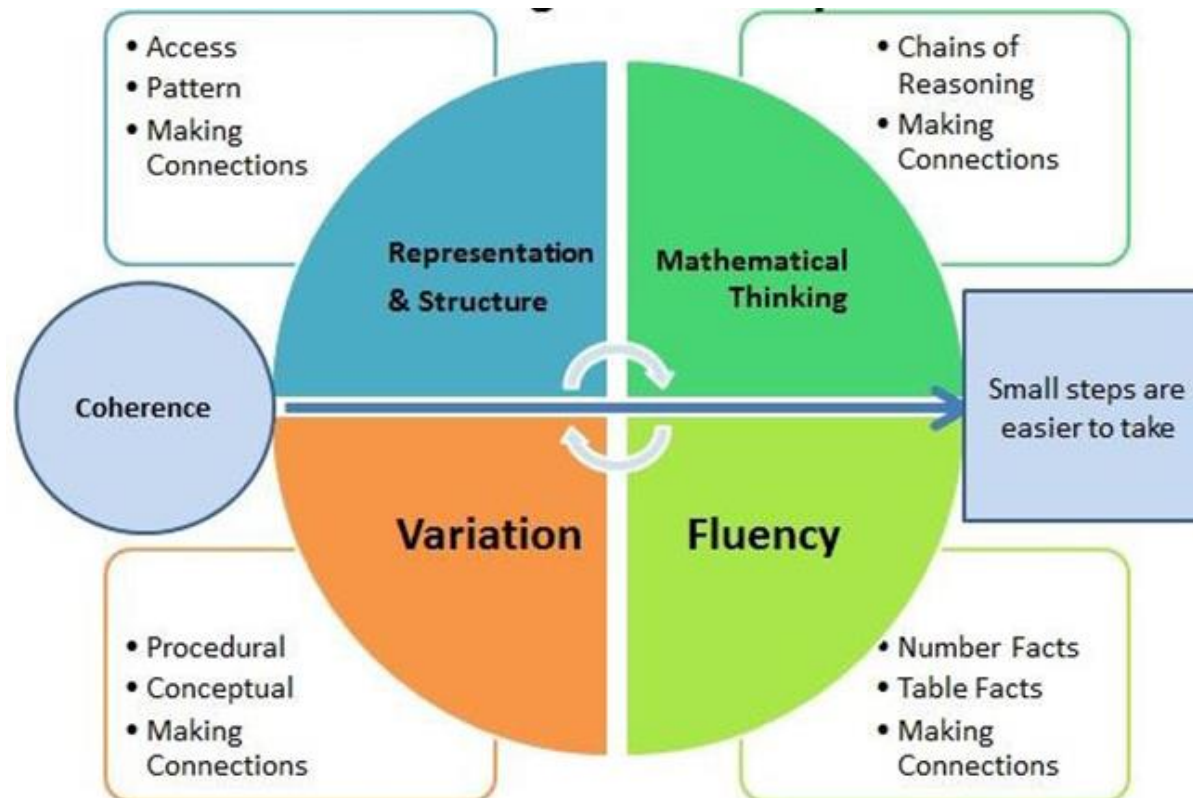 • Access
• Pattern
• Making
Connections
• Chains of
Reasoning
• Making
Connections
Representation
& Structure
Mathematical
Thinking
Coherence
Small steps are
easier to take
Variation
Fluency
• Procedural
• Conceptual
• Making
Connections
• Number Facts
• Table Facts
• Making
Connections